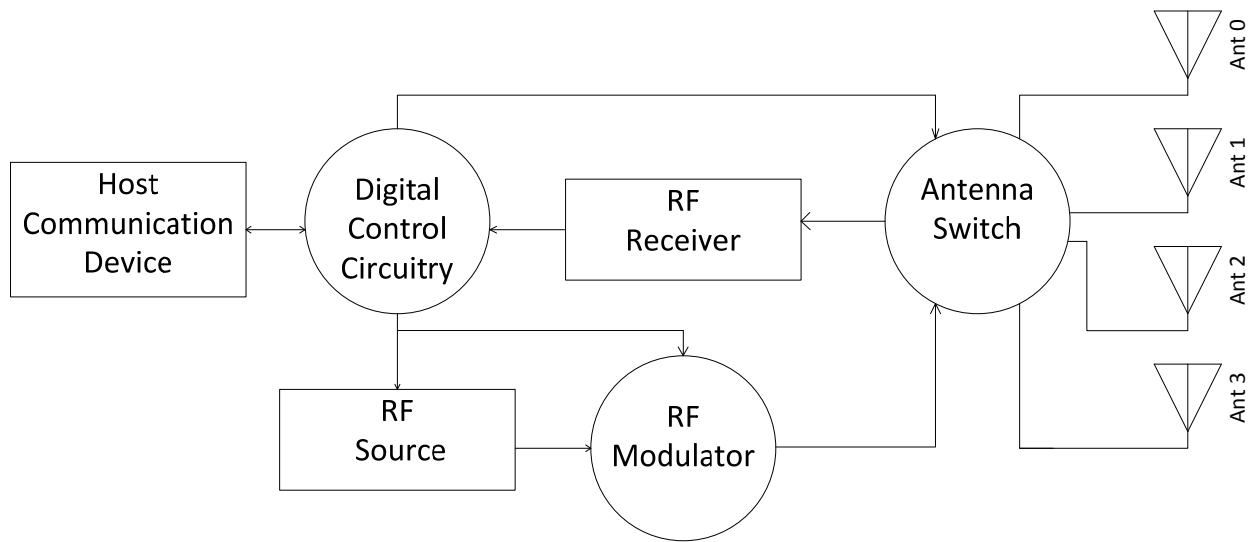 Ant 0
Ant 1
Host
Communication
Device
Digital
Control
Circuitry
RF
Receiver
Antenna
Switch
Ant 2
RF
Source
RF
Modulator
Ant 3